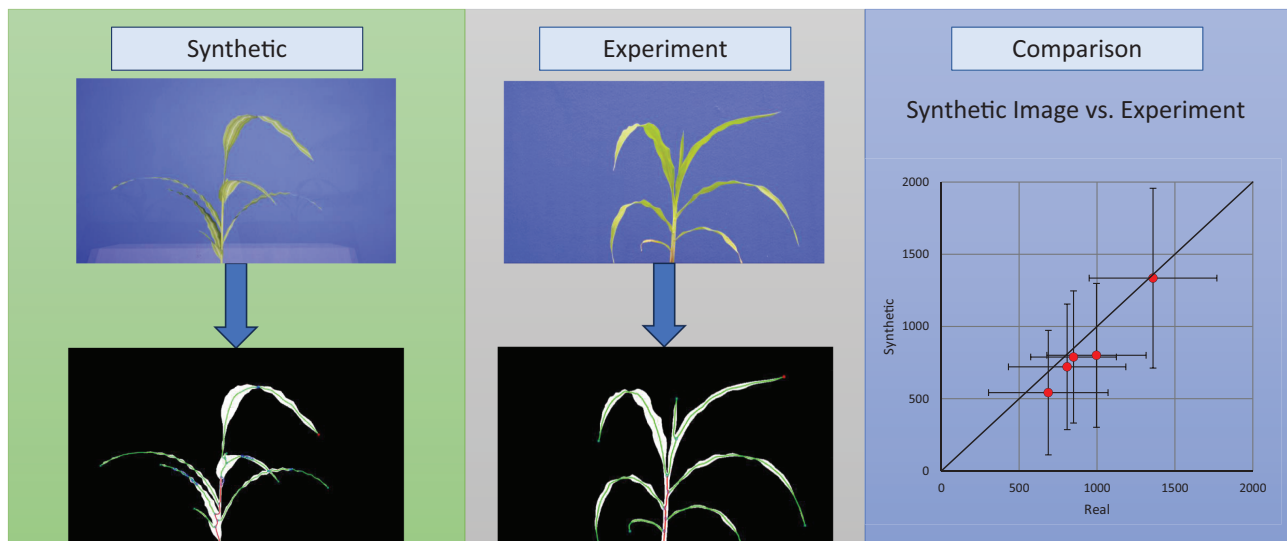 Synthetic
Experiment
Comparison
Synthetic Image vs. Experiment
2000
1500
1000
500
0
Synthetic
0 500 1000 1500 2000
Real